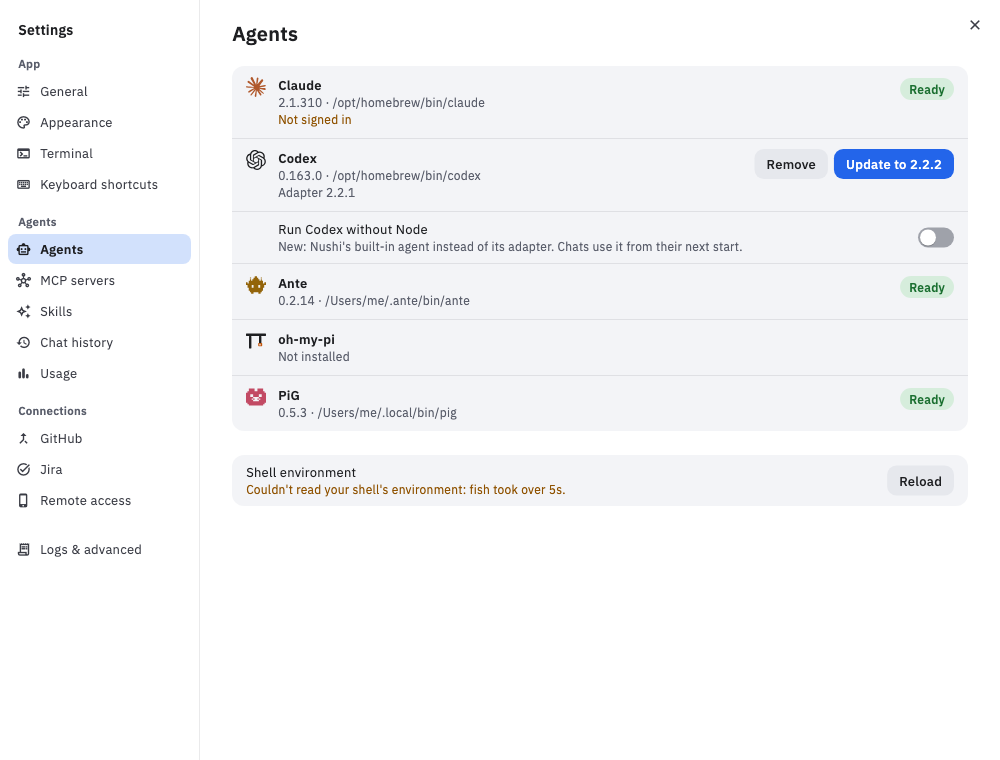 Settings
App
General
Appearance
Terminal
Keyboard shortcuts
Agents
Agents
MCP servers
Skills
Chat history
Usage
Connections
GitHub
Jira
Remote access
Logs & advanced
Agents
Claude
2.1.310 · /opt/homebrew/bin/claude
Not signed in
Ready
Codex
0.163.0 · /opt/homebrew/bin/codex
Adapter 2.2.1
Remove
Update to 2.2.2
Run Codex without Node
New: Nushi's built-in agent instead of its adapter. Chats use it from their next start.
Ante
0.2.14 · /Users/me/.ante/bin/ante
Ready
oh-my-pi
Not installed
PiG
0.5.3 · /Users/me/.local/bin/pig
Ready
Shell environment
Couldn't read your shell's environment: fish took over 5s.
Reload